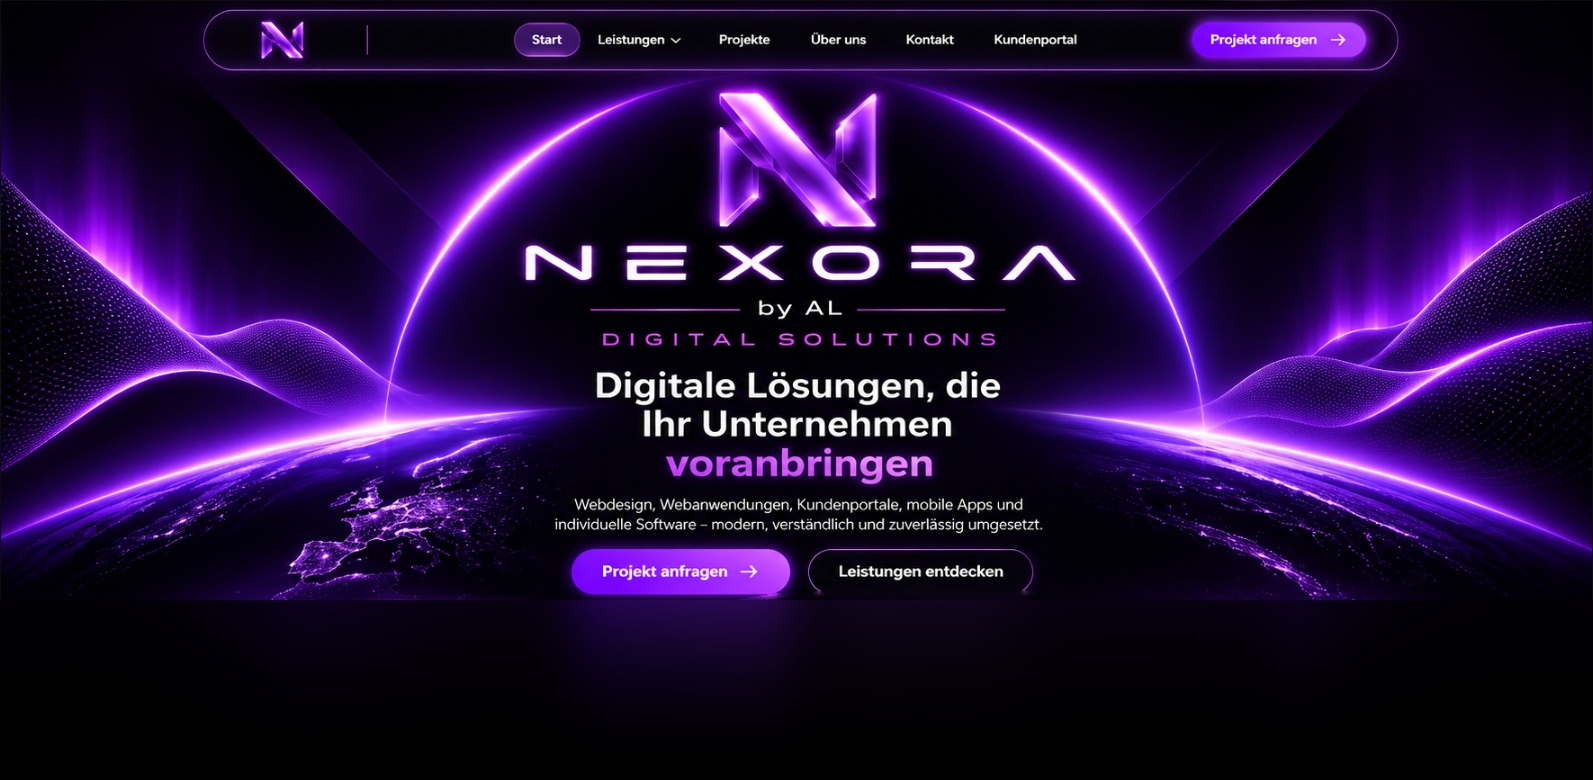 Start
Leistungen
Projekte
Über uns
Kontakt
Kundenportal
Projekt anfragen
NEXORA
by AL
DIGITAL SOLUTIONS
Digitale Lösungen, die
Ihr Unternehmen
voranbringen
Webdesign, Webanwendungen, Kundenportale, mobile Apps und
individuelle Software – modern, verständlich und zuverlässig umgesetzt.
Projekt anfragen
Leistungen entdecken